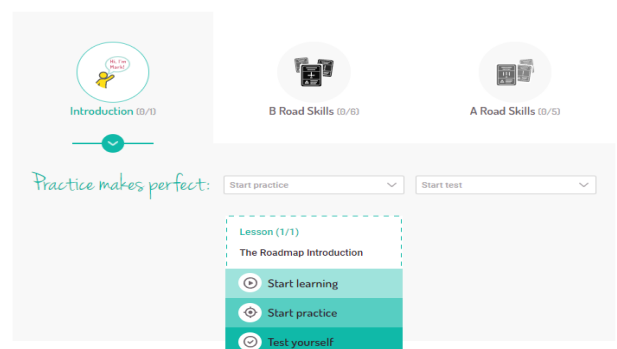 Hi, I'm
Mark!
Introduction (0/1)
B Road Skills (0/6)
A Road Skills (0/5)
Practice makes perfect:
Start practice
Start test
Lesson (1/1)
The Roadmap Introduction
Start learning
Start practice
Test yourself